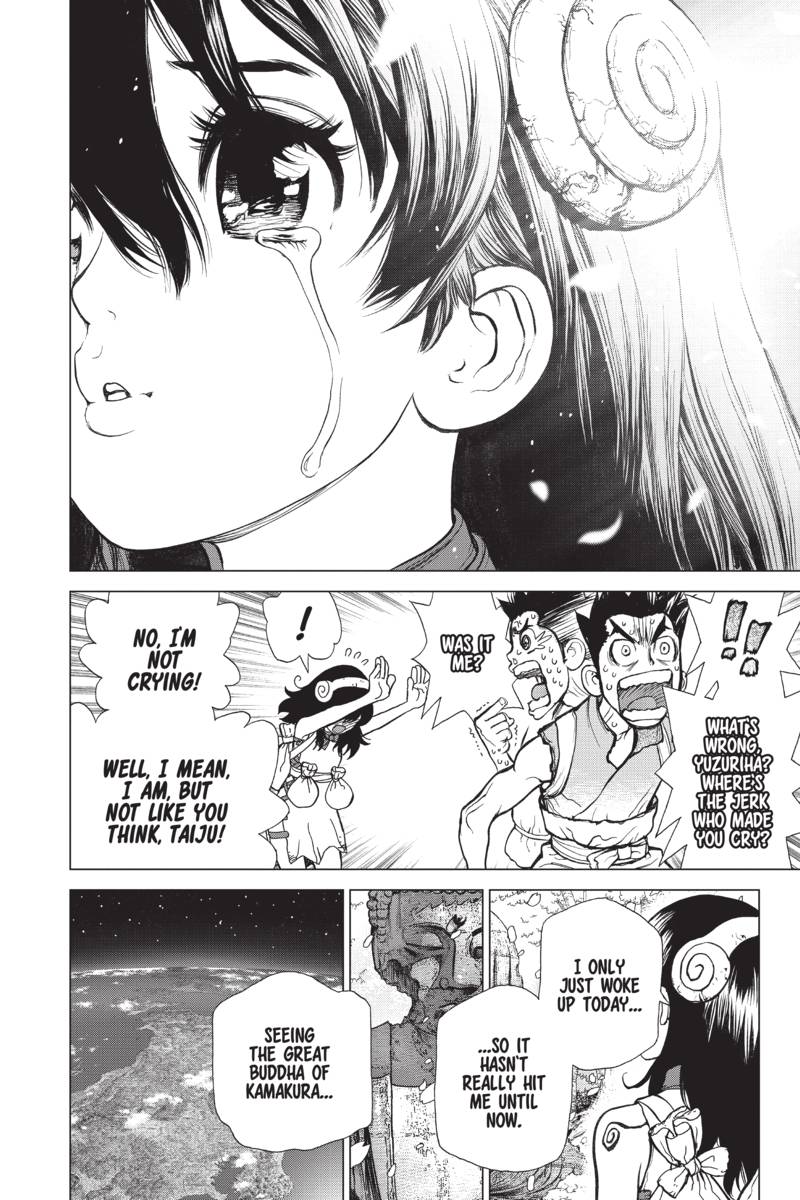 !!
WHAT'S
WRONG,
YUZURIHA?
WHERE'S
THE JERK
WHO MADE
YOU CRY?
WAS IT
ME?
!
NO, I'M
NOT
CRYING!
WELL, I MEAN,
I AM, BUT
NOT LIKE YOU
THINK, TAIJU!
I ONLY
JUST WOKE
UP TODAY...
...SO IT
HASN'T
REALLY HIT
ME UNTIL
NOW.
SEEING
THE GREAT
BUDDHA OF
KAMAKURA...